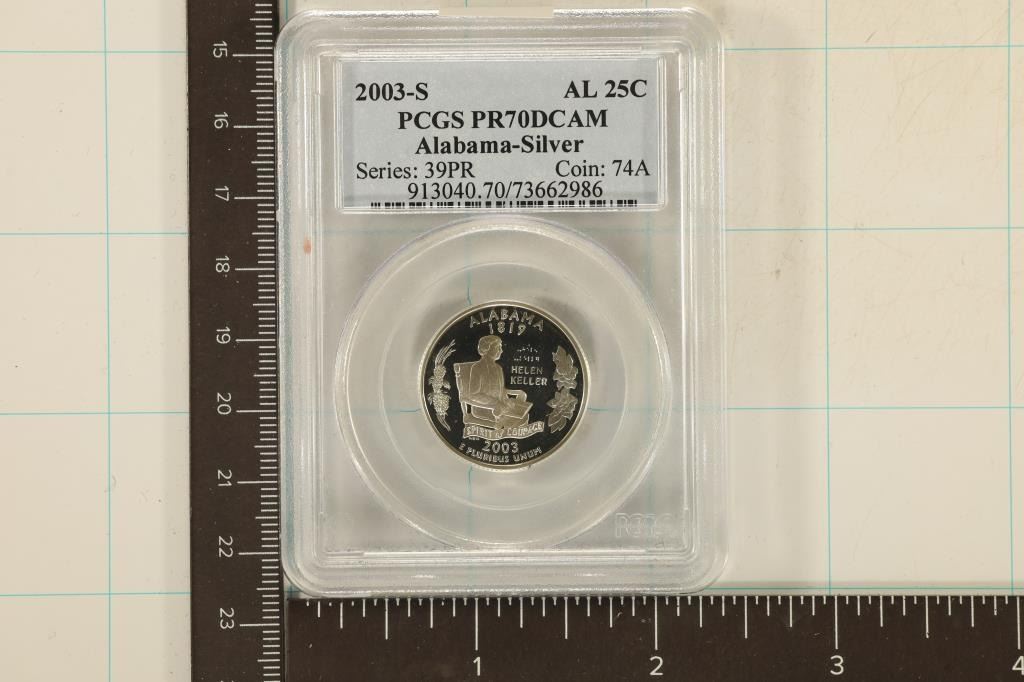 2003-S AL 25C
PCGS PR70DCAM
Alabama-Silver
Series: 39PR Coin: 74A
913040.70/73662986
ALABAMA
1819
HELEN
KELLER
SPIRIT of COURAGE
2003
E PLURIBUS UNUM
PCGS
15
16
17
18
19
20
21
22
23
1 2 3 4